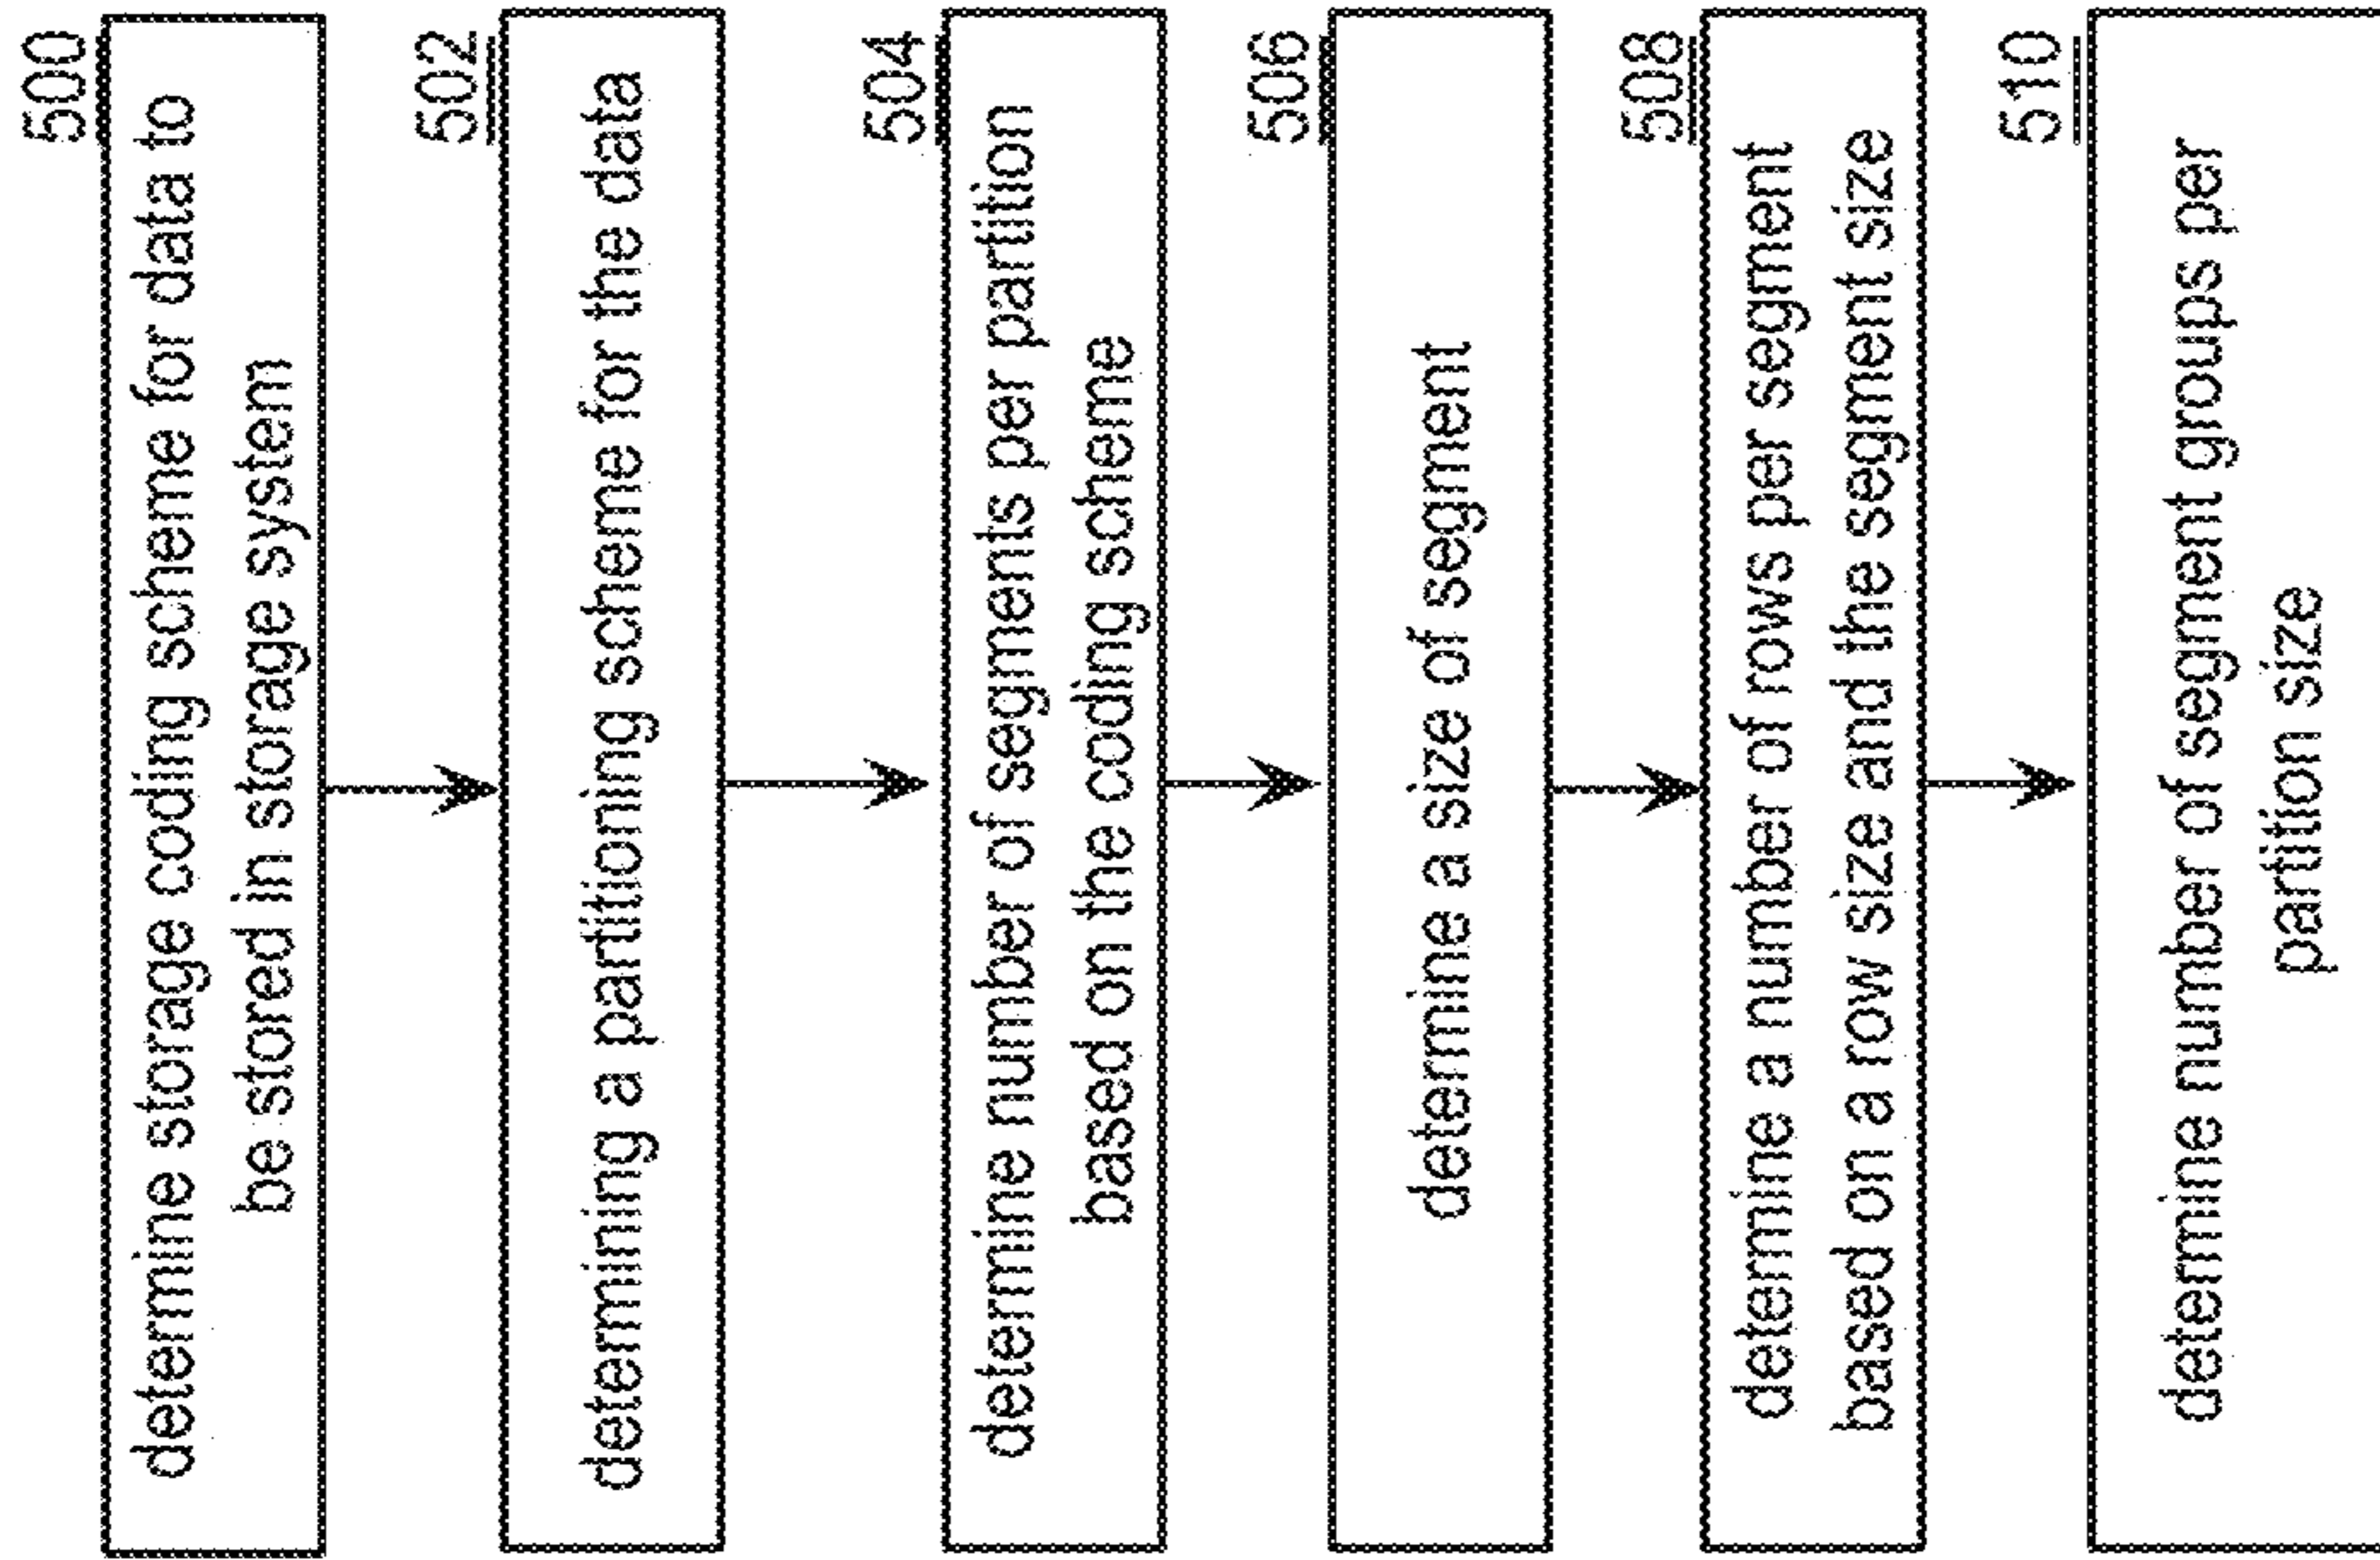 500
determine storage coding scheme for data to
be stored in storage system
502
determining a partitioning scheme for the data
504
determine number of segments per partition
based on the coding scheme
506
determine a size of segment
508
determine a number of rows per segment
based on a row size and the segment size
510
determine number of segment groups per
partition size